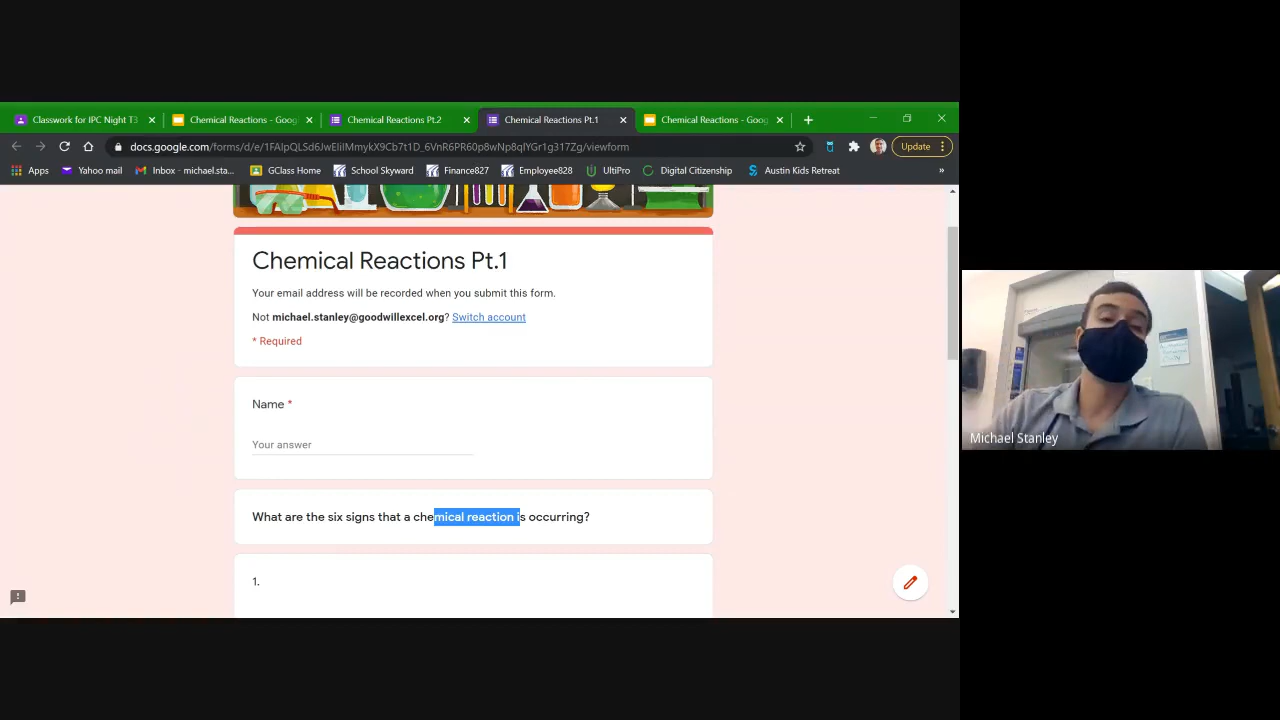 Classwork for IPC Night T3
Chemical Reactions - Goog
Chemical Reactions Pt.2
Chemical Reactions Pt.1
Chemical Reactions - Goog
docs.google.com/forms/d/e/1FAIpQLSd6JwEliIMmykX9Cb7t1D_6VnR6PR60p8wNp8qlYGr1g317Zg/viewform
Update
Apps
Yahoo mail
Inbox - michael.sta...
GClass Home
School Skyward
Finance827
Employee828
UltiPro
Digital Citizenship
Austin Kids Retreat
Chemical Reactions Pt.1
Your email address will be recorded when you submit this form.
Not michael.stanley@goodwillexcel.org? Switch account
* Required
Name *
Your answer
What are the six signs that a chemical reaction is occurring?
1.
Michael Stanley